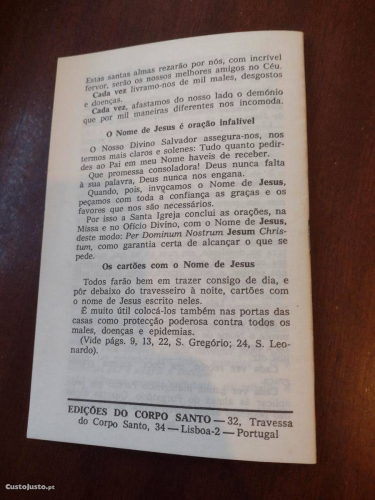 Estas santas almas rezarão por nós, com incrível
fervor, serão os nossos melhores amigos no Céu.
Cada vez livramo-nos de mil males, desgostos
e doenças.
Cada vez, afastamos do nosso lado o demónio
que por mil maneiras diferentes nos incomoda.
O Nome de Jesus é oração infalível
O Nosso Divino Salvador assegura-nos, nos
termos mais claros e solenes: Tudo quanto pedir-
des ao Pai em meu Nome haveis de receber.
Que promessa consoladora! Deus nunca falta
à sua palavra, Deus nunca nos engana.
Quando, pois, invocamos o Nome de Jesus,
peçamos com toda a confiança as graças e os
favores que nos são necessários.
Por isso a Santa Igreja conclui as orações, na
Missa e no Ofício Divino, com o Nome de Jesus,
deste modo: Per Dominum Nostrum Jesum Chris-
tum, como garantia certa de alcançar o que se
pede.
Os cartões com o Nome de Jesus
Todos farão bem em trazer consigo de dia, e
pôr debaixo do travesseiro à noite, cartões com
o nome de Jesus escrito neles.
É muito útil colocá-los também nas portas das
casas como protecção poderosa contra todos os
males, doenças e epidemias.
(Vide págs. 9, 13, 22, S. Gregório; 24, S. Leo-
nardo).
EDIÇÕES DO CORPO SANTO — 32, Travessa
do Corpo Santo, 34 — Lisboa-2 — Portugal
CustoJusto.pt